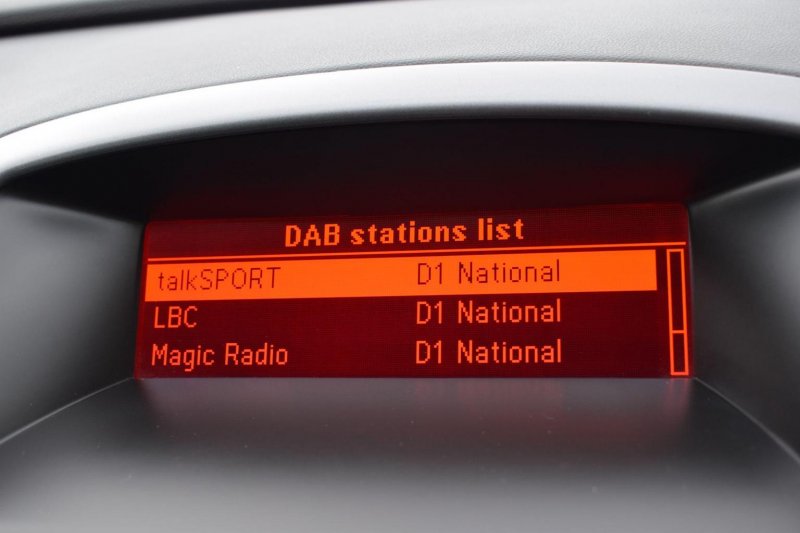 DAB stations list
talkSPORT D1 National
LBC D1 National
Magic Radio D1 National